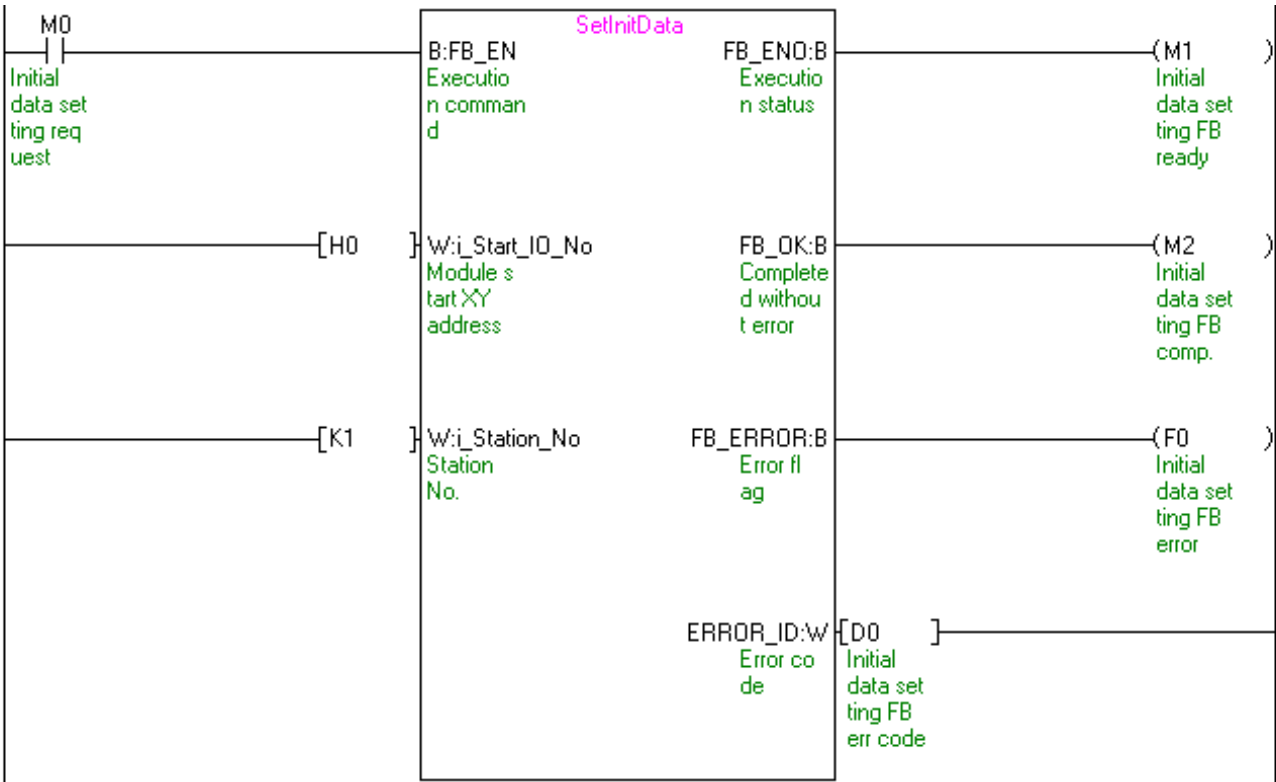 M0
SetInitData
B:FB_EN
FB_ENO:B
(M1 )
Initial
data set
ting req
uest
Executio
n comman
d
Executio
n status
Initial
data set
ting FB
ready
[H0 ]
W:i_Start_IO_No
FB_OK:B
(M2 )
Module s
tart XY
address
Complete
d withou
t error
Initial
data set
ting FB
comp.
[K1 ]
W:i_Station_No
FB_ERROR:B
(F0 )
Station
No.
Error fl
ag
Initial
data set
ting FB
error
ERROR_ID:W
[D0 ]
Error co
de
Initial
data set
ting FB
err code